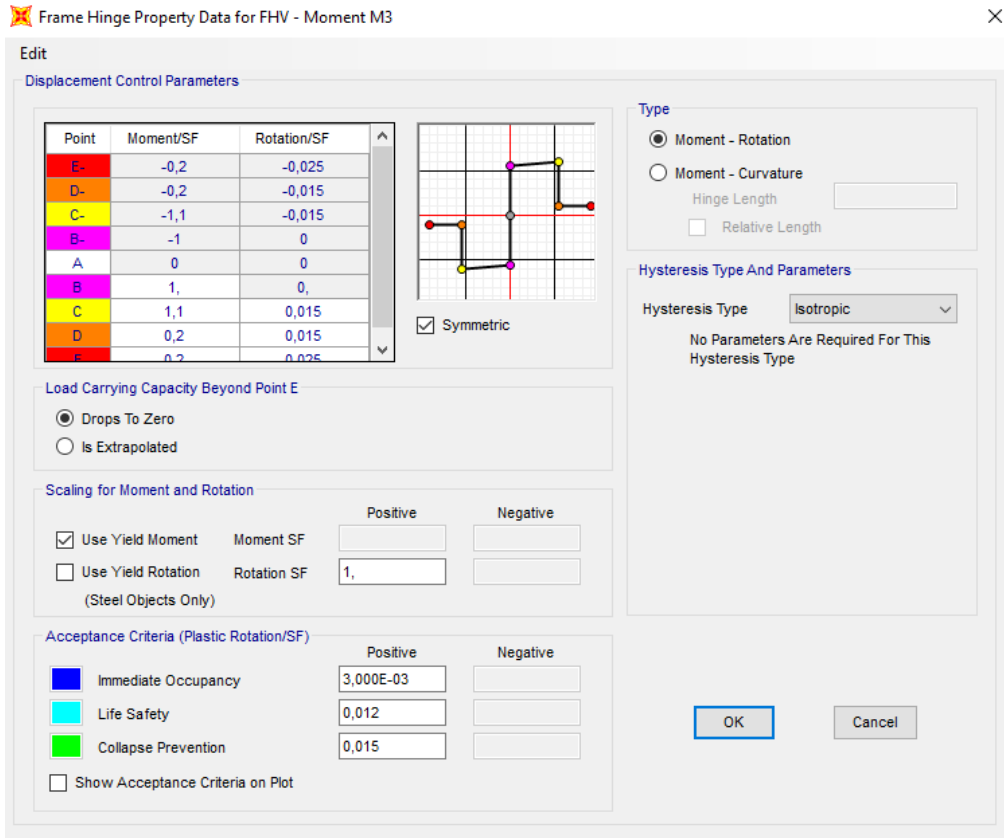 Frame Hinge Property Data for FHV - Moment M3
Edit
Displacement Control Parameters
Point Moment/SF Rotation/SF
E- -0,2 -0,025
D- -0,2 -0,015
C- -1,1 -0,015
B- -1 0
A 0 0
B 1, 0,
C 1,1 0,015
D 0,2 0,015
E 0,2 0,025
Symmetric
Load Carrying Capacity Beyond Point E
Drops To Zero
Is Extrapolated
Scaling for Moment and Rotation
Positive Negative
Use Yield Moment Moment SF
Use Yield Rotation Rotation SF 1,
(Steel Objects Only)
Acceptance Criteria (Plastic Rotation/SF)
Positive Negative
Immediate Occupancy 3,000E-03
Life Safety 0,012
Collapse Prevention 0,015
Show Acceptance Criteria on Plot
Type
Moment - Rotation
Moment - Curvature
Hinge Length
Relative Length
Hysteresis Type And Parameters
Hysteresis Type Isotropic
No Parameters Are Required For This
Hysteresis Type
OK Cancel